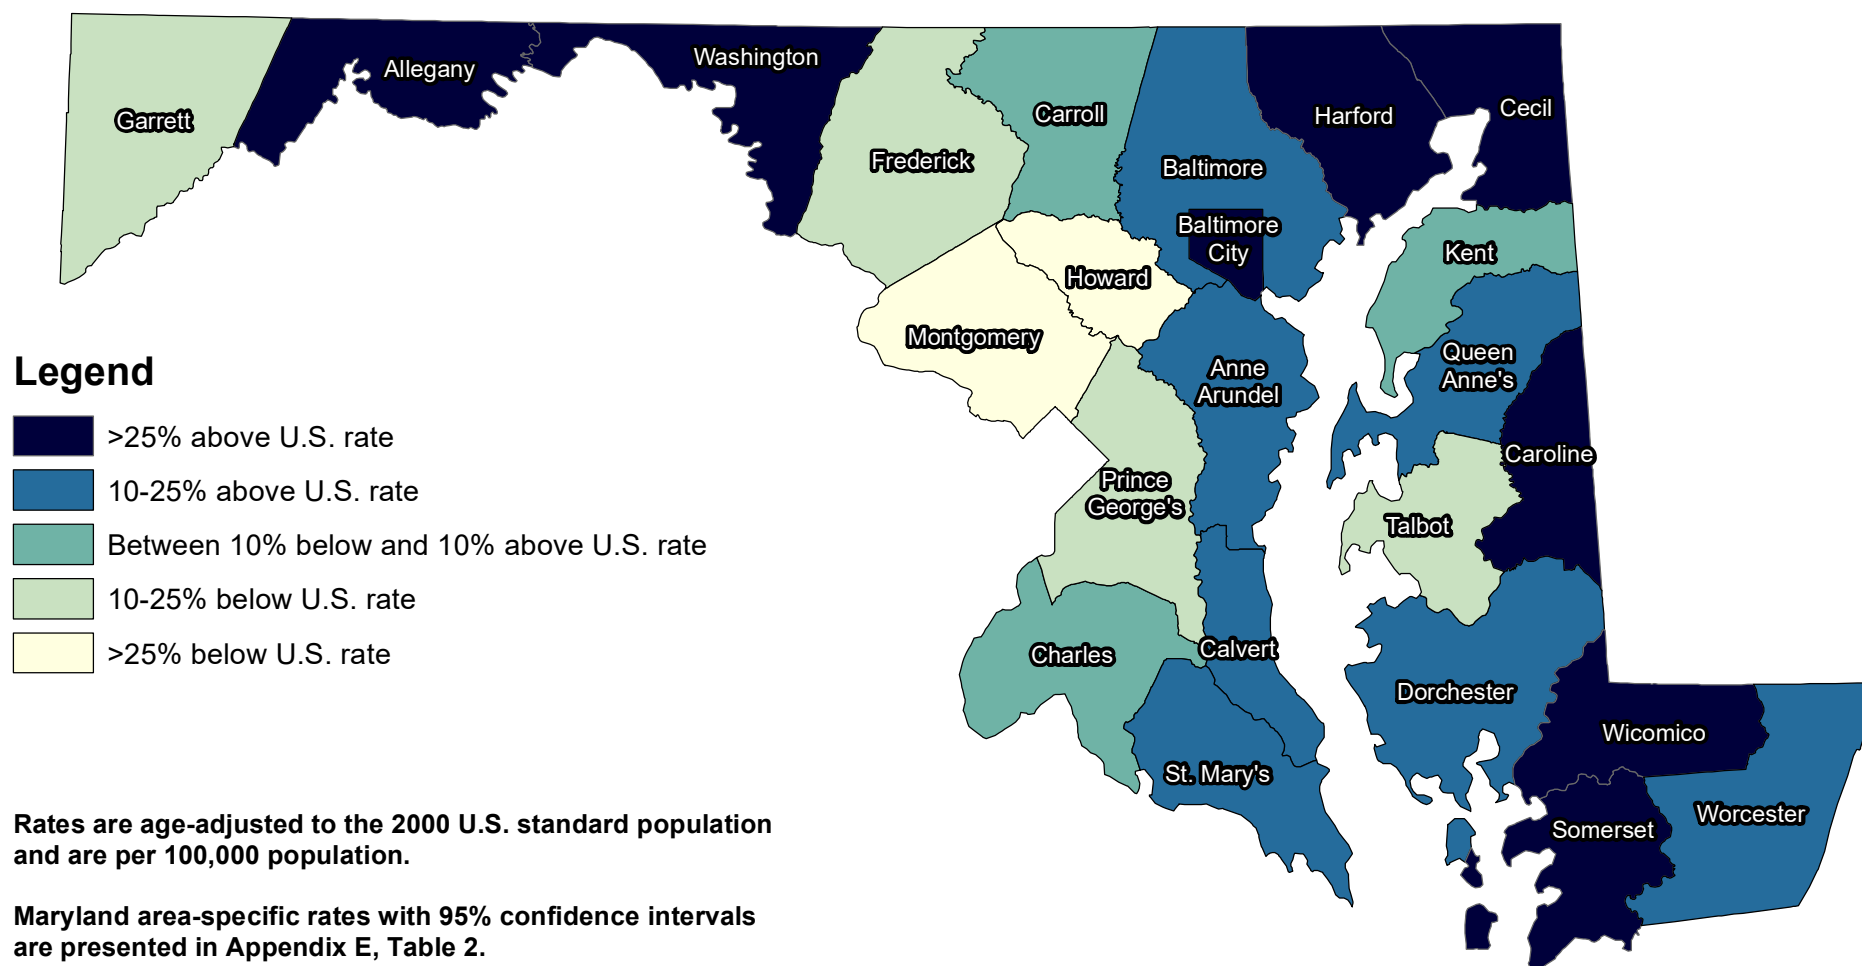 Allegany
Washington
Garrett
Frederick
Carroll
Baltimore
Baltimore
City
Harford
Cecil
Kent
Howard
Montgomery
Anne
Arundel
Queen
Anne's
Caroline
Talbot
Prince
George's
Charles
Calvert
St. Mary's
Dorchester
Wicomico
Worcester
Somerset
Legend
>25% above U.S. rate
10-25% above U.S. rate
Between 10% below and 10% above U.S. rate
10-25% below U.S. rate
>25% below U.S. rate
Rates are age-adjusted to the 2000 U.S. standard population
and are per 100,000 population.
Maryland area-specific rates with 95% confidence intervals
are presented in Appendix E, Table 2.